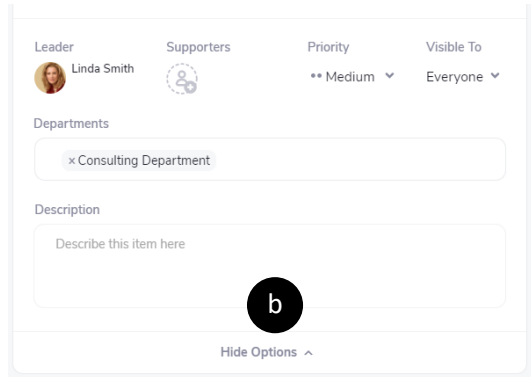 Leader Supporters Priority Visible To
Linda Smith Medium Everyone
Departments
× Consulting Department
Description
Describe this item here
b
Hide Options